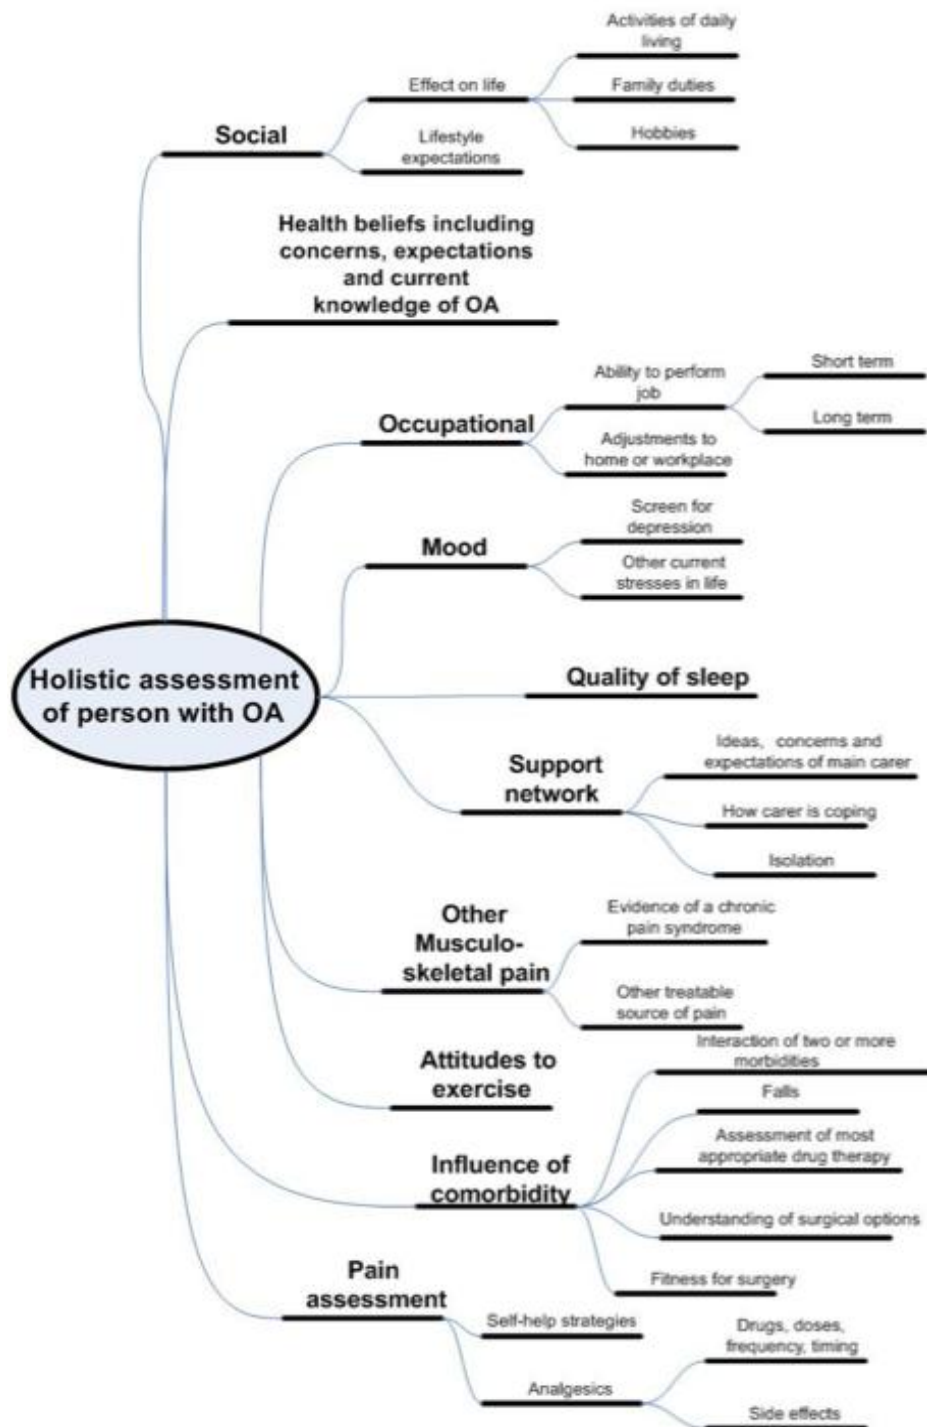 Activities of daily
living
Effect on life
Family duties
Social
Lifestyle
expectations
Hobbies
Health beliefs including
concerns, expectations
and current
knowledge of OA
Ability to perform
job
Short term
Occupational
Long term
Adjustments to
home or workplace
Screen for
depression
Mood
Other current
stresses in life
Holistic assessment
of person with OA
Quality of sleep
Ideas, concerns and
expectations of main carer
Support
network
How carer is coping
Isolation
Other
Musculo-
skeletal pain
Evidence of a chronic
pain syndrome
Other treatable
source of pain
Attitudes to
exercise
Interaction of two or more
morbidities
Falls
Influence of
comorbidity
Assessment of most
appropriate drug therapy
Understanding of surgical options
Fitness for surgery
Pain
assessment
Self-help strategies
Analgesics
Drugs, doses,
frequency, timing
Side effects